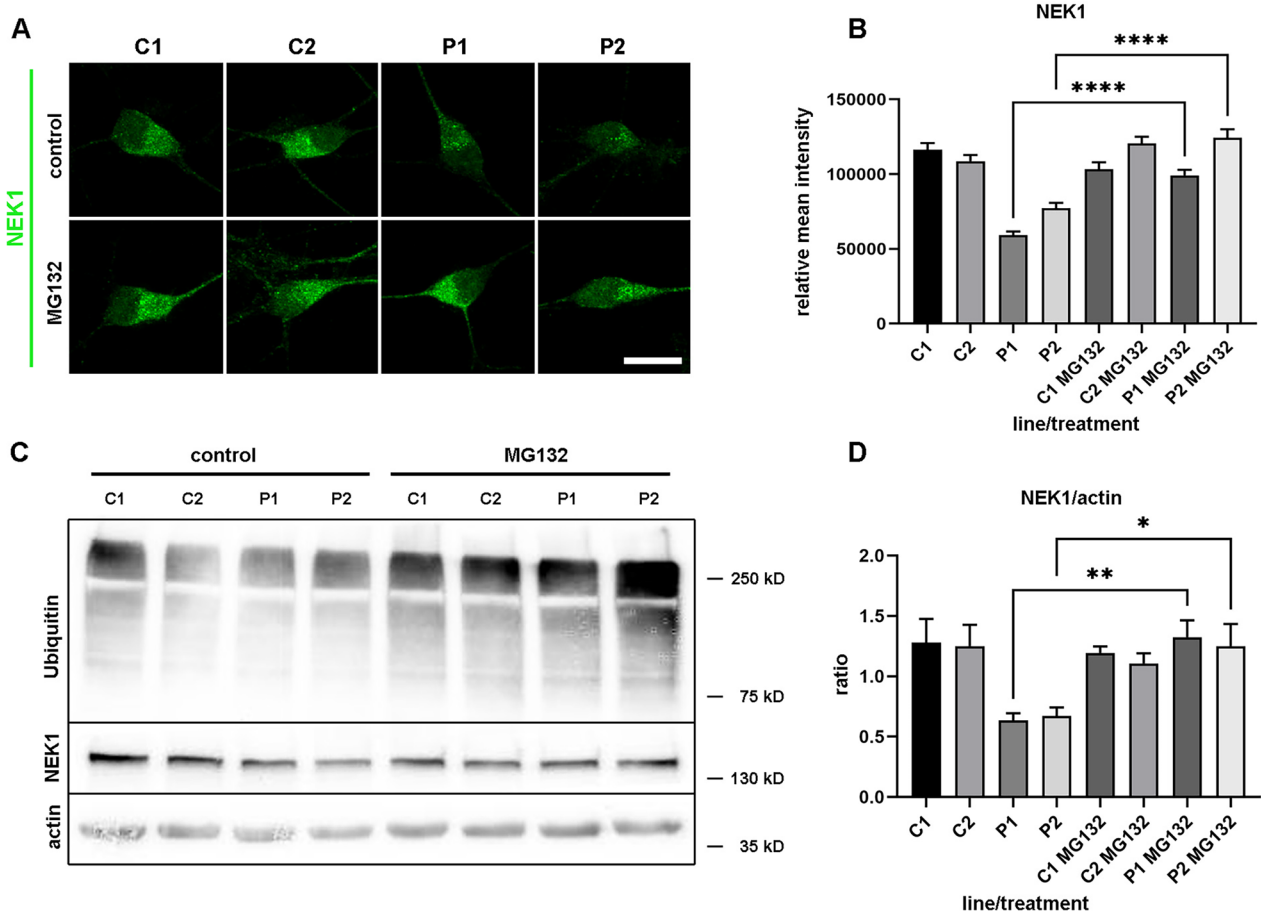 A
C1 C2 P1 P2
NEK1
control
MG132
B
NEK1
****
****
relative mean intensity
150000
100000
50000
0
C1 C2 P1 P2 C1 MG132 C2 MG132 P1 MG132 P2 MG132
line/treatment
C
control MG132
C1 C2 P1 P2 C1 C2 P1 P2
Ubiquitin
250 kD
75 kD
NEK1
130 kD
actin
35 kD
D
NEK1/actin
*
**
ratio
2.0
1.5
1.0
0.5
0.0
C1 C2 P1 P2 C1 MG132 C2 MG132 P1 MG132 P2 MG132
line/treatment